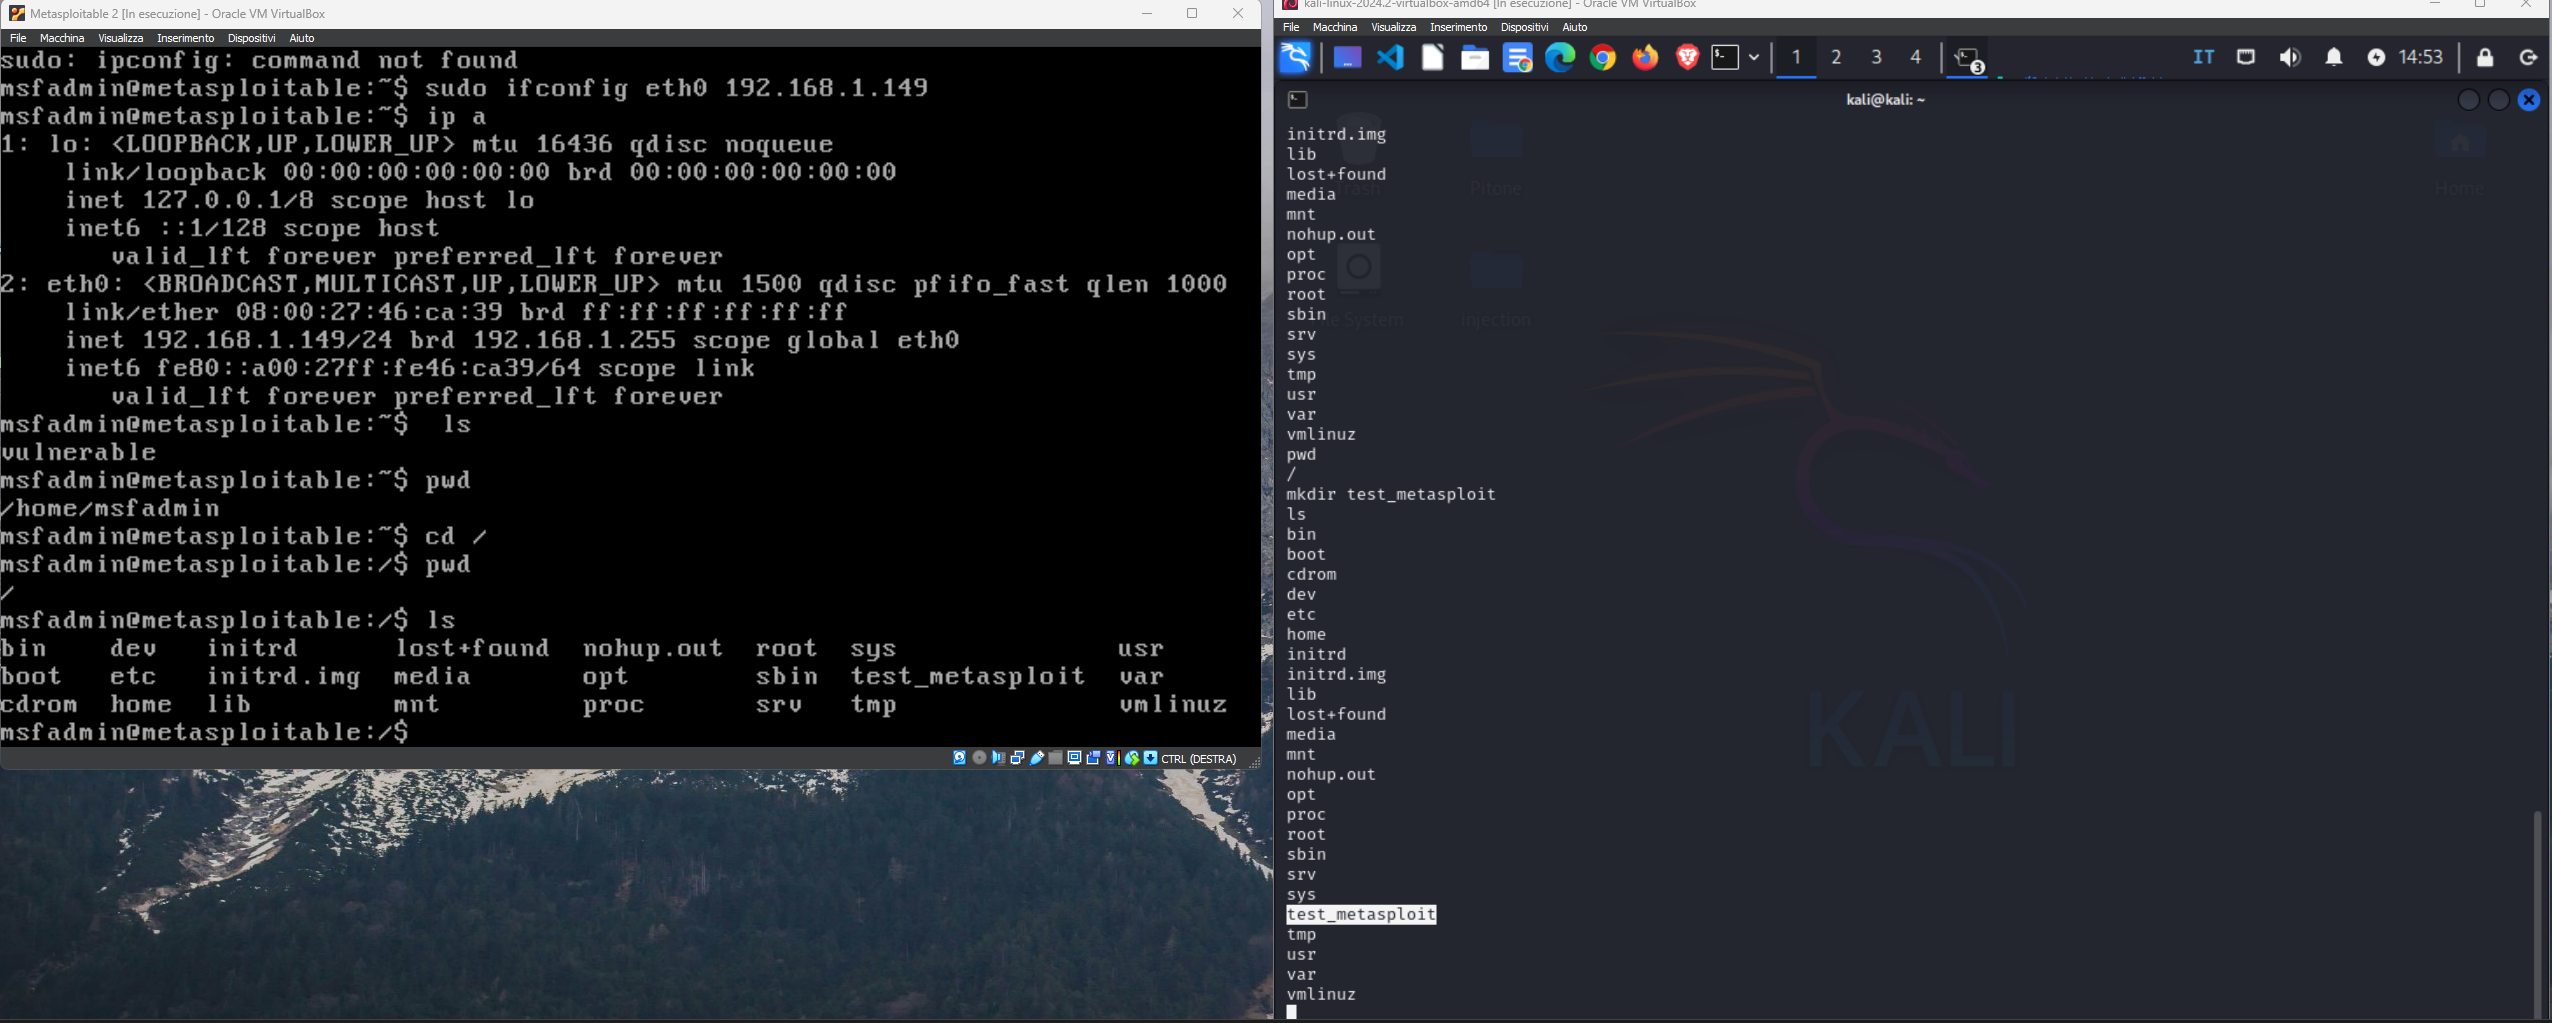 Metasploitable 2 [In esecuzione] - Oracle VM VirtualBox
File Macchina Visualizza Inserimento Dispositivi Aiuto
sudo: ipconfig: command not found
msfadmin@metasploitable:~$ sudo ifconfig eth0 192.168.1.149
msfadmin@metasploitable:~$ ip a
1: lo: <LOOPBACK,UP,LOWER_UP> mtu 16436 qdisc noqueue
    link/loopback 00:00:00:00:00:00 brd 00:00:00:00:00:00
    inet 127.0.0.1/8 scope host lo
    inet6 ::1/128 scope host
       valid_lft forever preferred_lft forever
2: eth0: <BROADCAST,MULTICAST,UP,LOWER_UP> mtu 1500 qdisc pfifo_fast qlen 1000
    link/ether 08:00:27:46:ca:39 brd ff:ff:ff:ff:ff:ff
    inet 192.168.1.149/24 brd 192.168.1.255 scope global eth0
    inet6 fe80::a00:27ff:fe46:ca39/64 scope link
       valid_lft forever preferred_lft forever
msfadmin@metasploitable:~$  ls
vulnerable
msfadmin@metasploitable:~$ pwd
/home/msfadmin
msfadmin@metasploitable:~$ cd /
msfadmin@metasploitable:/$ pwd
/
msfadmin@metasploitable:/$ ls
bin    dev   initrd      lost+found  nohup.out  root  sys              usr
boot   etc   initrd.img  media       opt        sbin  test_metasploit  var
cdrom  home  lib         mnt         proc       srv   tmp              vmlinuz
msfadmin@metasploitable:/$
CTRL (DESTRA)
kali-linux-2024.2-virtualbox-amd64 [In esecuzione] - Oracle VM VirtualBox
File Macchina Visualizza Inserimento Dispositivi Aiuto
1 2 3 4 3 IT 14:53
kali@kali: ~
initrd.img
lib
lost+found
media
mnt
nohup.out
opt
proc
root
sbin
srv
sys
tmp
usr
var
vmlinuz
pwd
/
mkdir test_metasploit
ls
bin
boot
cdrom
dev
etc
home
initrd
initrd.img
lib
lost+found
media
mnt
nohup.out
opt
proc
root
sbin
srv
sys
test_metasploit
tmp
usr
var
vmlinuz
Trash
Pitone
Home
System
injection
KALI